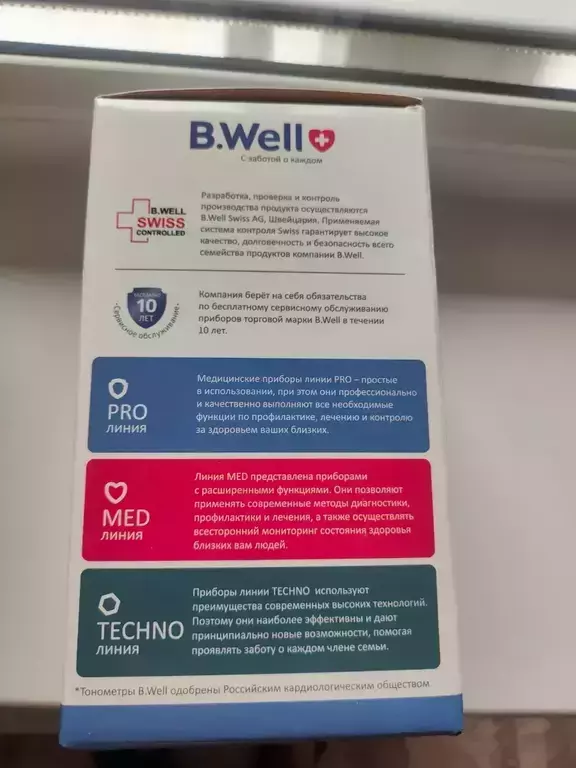 B.Well
С заботой о каждом
B.WELL
SWISS
CONTROLLED
Разработка, проверка и контроль
производства продукта осуществляются
B.Well Swiss AG, Швейцария. Применяемая
система контроля Swiss гарантирует высокое
качество, долговечность и безопасность всего
семейства продуктов компании B.Well.
БЕСПЛАТНО
10
ЛЕТ
Сервисное обслуживание
Компания берёт на себя обязательства
по бесплатному сервисному обслуживанию
приборов торговой марки B.Well в течении
10 лет.
PRO
ЛИНИЯ
Медицинские приборы линии PRO – простые
в использовании, при этом они профессионально
и качественно выполняют все необходимые
функции по профилактике, лечению и контролю
за здоровьем ваших близких.
MED
ЛИНИЯ
Линия MED представлена приборами
с расширенными функциями. Они позволяют
применять современные методы диагностики,
профилактики и лечения, а также осуществлять
всесторонний мониторинг состояния здоровья
близких вам людей.
TECHNO
ЛИНИЯ
Приборы линии TECHNO используют
преимущества современных высоких технологий.
Поэтому они наиболее эффективны и дают
принципиально новые возможности, помогая
проявлять заботу о каждом члене семьи.
*Тонометры B.Well одобрены Российским кардиологическим обществом